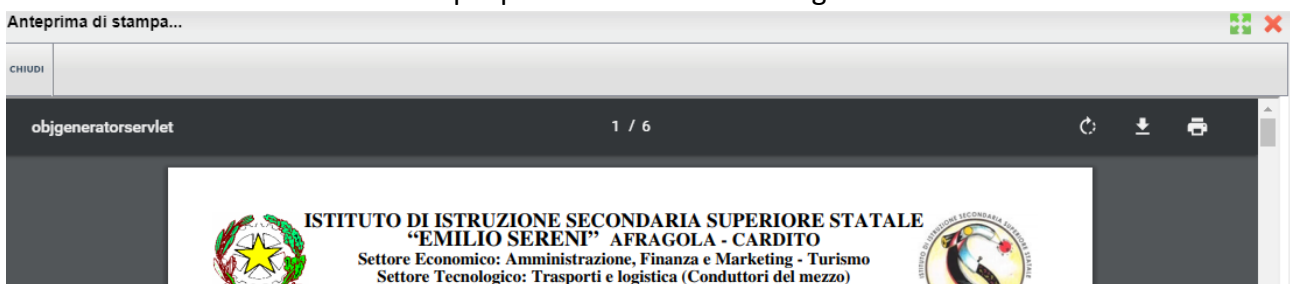 Anteprima di stampa...
CHIUDI
objgeneratorservlet
1 / 6
ISTITUTO DI ISTRUZIONE SECONDARIA SUPERIORE STATALE
“EMILIO SERENI” AFRAGOLA - CARDITO
Settore Economico: Amministrazione, Finanza e Marketing - Turismo
Settore Tecnologico: Trasporti e logistica (Conduttori del mezzo)